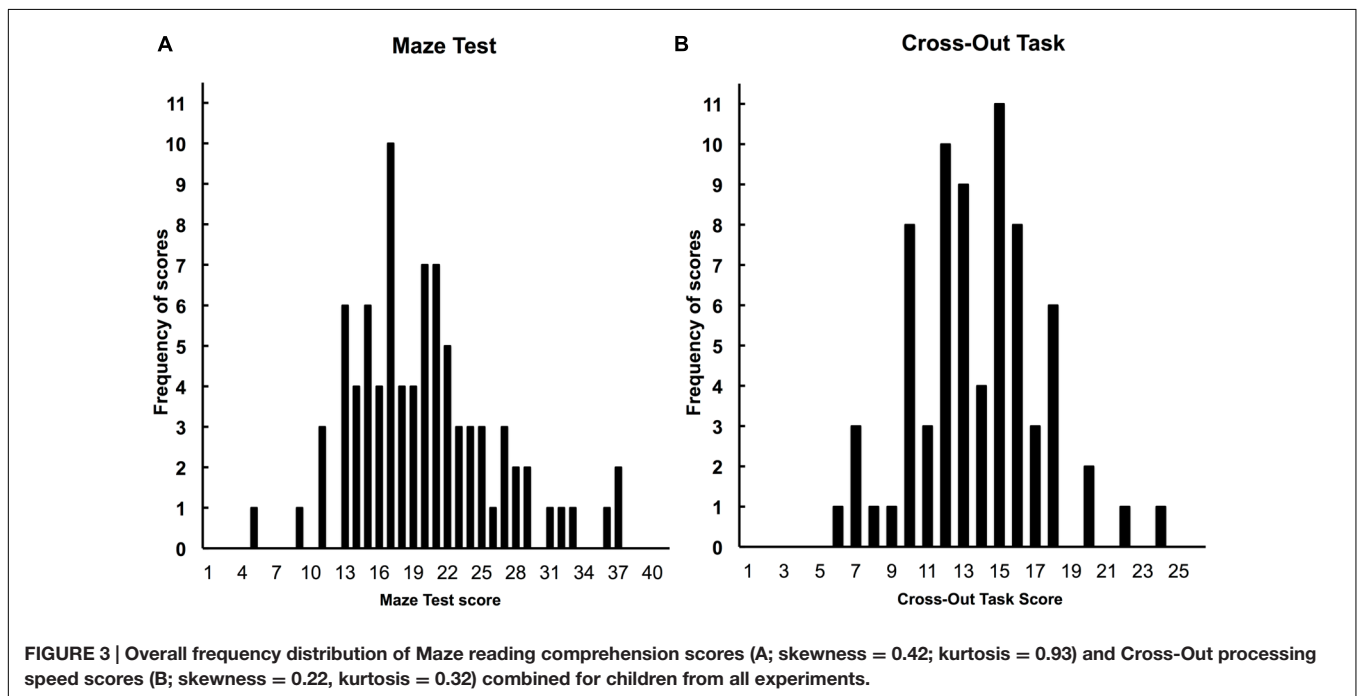 A Maze Test
11
10
9
8
7
6
5
4
3
2
1
0
Frequency of scores
1 4 7 10 13 16 19 22 25 28 31 34 37 40
Maze Test score
B Cross-Out Task
11
10
9
8
7
6
5
4
3
2
1
0
Frequency of scores
1 3 5 7 9 11 13 15 17 19 21 23 25
Cross-Out Task Score
FIGURE 3 | Overall frequency distribution of Maze reading comprehension scores (A; skewness = 0.42; kurtosis = 0.93) and Cross-Out processing
speed scores (B; skewness = 0.22, kurtosis = 0.32) combined for children from all experiments.